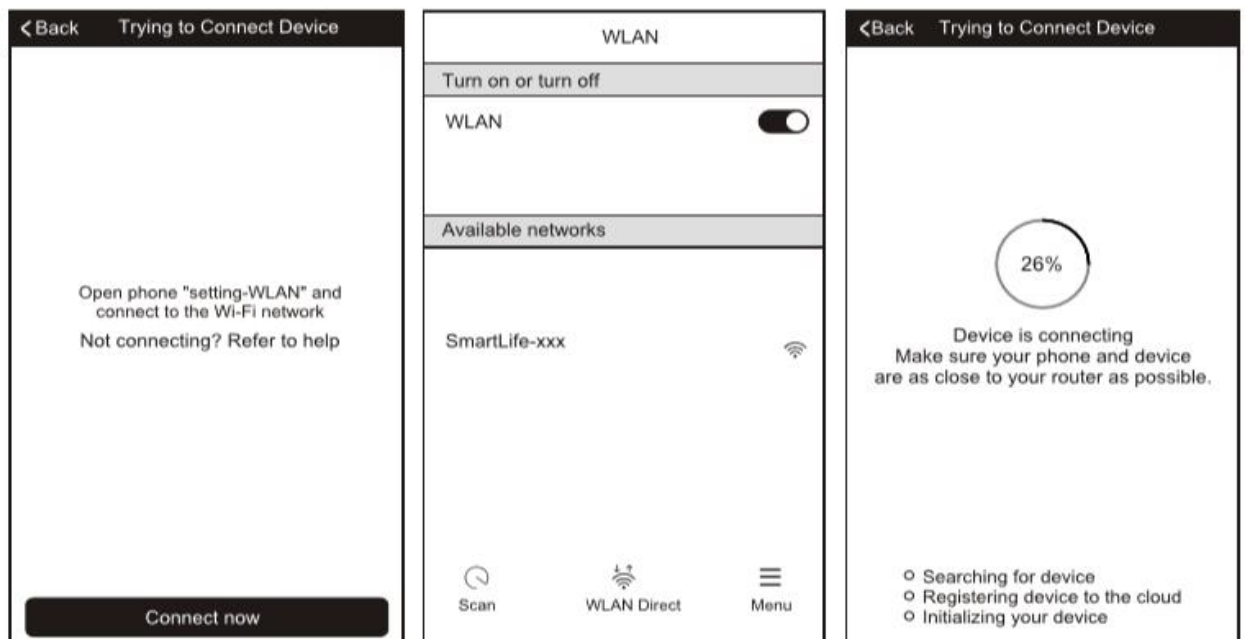 Back Trying to Connect Device
Open phone "setting-WLAN" and
connect to the Wi-Fi network
Not connecting? Refer to help
Connect now
WLAN
Turn on or turn off
WLAN
Available networks
SmartLife-xxx
Scan WLAN Direct Menu
Back Trying to Connect Device
26%
Device is connecting
Make sure your phone and device
are as close to your router as possible.
Searching for device
Registering device to the cloud
Initializing your device